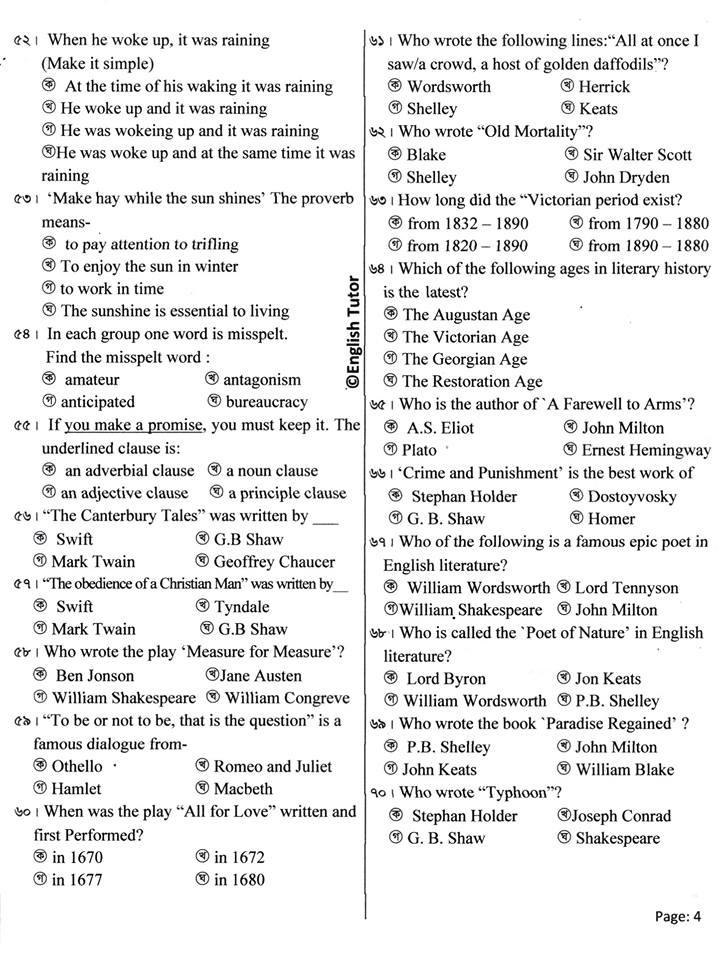 ৫২। When he woke up, it was raining
(Make it simple)
ক At the time of his waking it was raining
খ He woke up and it was raining
গ He was wokeing up and it was raining
ঘ He was woke up and at the same time it was
raining
৫৩। ‘Make hay while the sun shines’ The proverb
means-
ক to pay attention to trifling
খ To enjoy the sun in winter
গ to work in time
ঘ The sunshine is essential to living
৫৪। In each group one word is misspelt.
Find the misspelt word :
ক amateur খ antagonism
গ anticipated ঘ bureaucracy
৫৫। If you make a promise, you must keep it. The
underlined clause is:
ক an adverbial clause খ a noun clause
গ an adjective clause ঘ a principle clause
৫৬। “The Canterbury Tales” was written by ___
ক Swift খ G.B Shaw
গ Mark Twain ঘ Geoffrey Chaucer
৫৭। “The obedience of a Christian Man” was written by__
ক Swift খ Tyndale
গ Mark Twain ঘ G.B Shaw
৫৮। Who wrote the play ‘Measure for Measure’?
ক Ben Jonson খ Jane Austen
গ William Shakespeare ঘ William Congreve
৫৯। “To be or not to be, that is the question” is a
famous dialogue from-
ক Othello খ Romeo and Juliet
গ Hamlet ঘ Macbeth
৬০। When was the play “All for Love” written and
first Performed?
ক in 1670 খ in 1672
গ in 1677 ঘ in 1680
©English Tutor
৬১। Who wrote the following lines:“All at once I
saw/a crowd, a host of golden daffodils”?
ক Wordsworth খ Herrick
গ Shelley ঘ Keats
৬২। Who wrote “Old Mortality”?
ক Blake খ Sir Walter Scott
গ Shelley ঘ John Dryden
৬৩। How long did the “Victorian period exist?
ক from 1832 – 1890 খ from 1790 – 1880
গ from 1820 – 1890 ঘ from 1890 – 1880
৬৪। Which of the following ages in literary history
is the latest?
ক The Augustan Age
খ The Victorian Age
গ The Georgian Age
ঘ The Restoration Age
৬৫। Who is the author of `A Farewell to Arms’?
ক A.S. Eliot খ John Milton
গ Plato ঘ Ernest Hemingway
৬৬। ‘Crime and Punishment’ is the best work of
ক Stephan Holder খ Dostoyvosky
গ G. B. Shaw ঘ Homer
৬৭। Who of the following is a famous epic poet in
English literature?
ক William Wordsworth খ Lord Tennyson
গ William Shakespeare ঘ John Milton
৬৮। Who is called the `Poet of Nature’ in English
literature?
ক Lord Byron খ Jon Keats
গ William Wordsworth ঘ P.B. Shelley
৬৯। Who wrote the book `Paradise Regained’ ?
ক P.B. Shelley খ John Milton
গ John Keats ঘ William Blake
৭০। Who wrote “Typhoon”?
ক Stephan Holder খ Joseph Conrad
গ G. B. Shaw ঘ Shakespeare
Page: 4